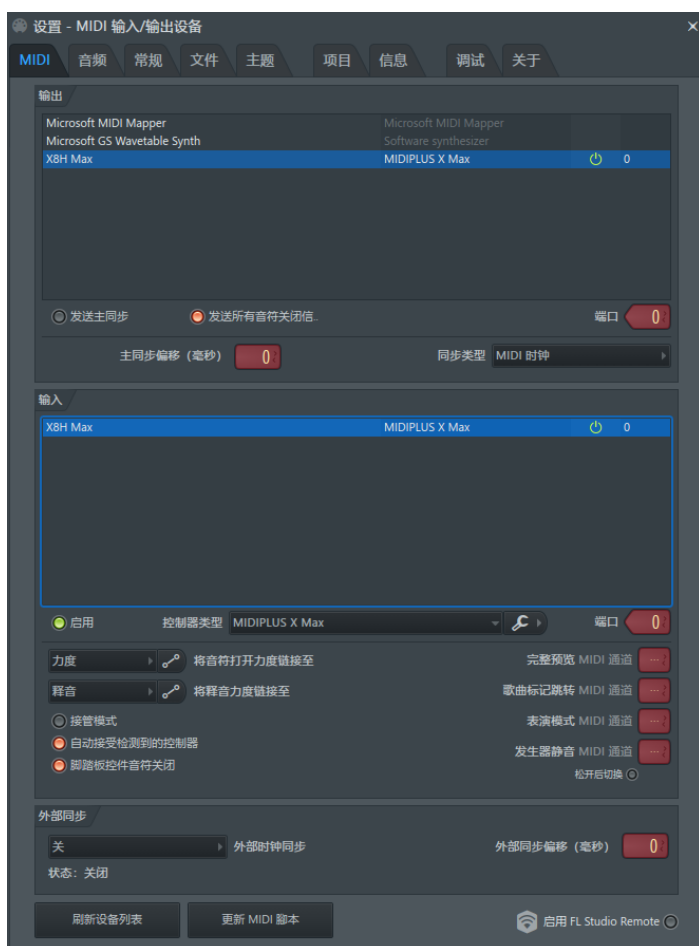 设置 - MIDI 输入/输出设备
MIDI 音频 常规 文件 主题 项目 信息 调试 关于
输出
Microsoft MIDI Mapper Microsoft MIDI Mapper
Microsoft GS Wavetable Synth Software synthesizer
X8H Max MIDIPLUS X Max 0
发送主同步 发送所有音符关闭信.. 端口 0
主同步偏移（毫秒） 0 同步类型 MIDI 时钟
输入
X8H Max MIDIPLUS X Max 0
启用 控制器类型 MIDIPLUS X Max 端口 0
力度 将音符打开力度链接至 完整预览 MIDI 通道 ---
释音 将释音力度链接至 歌曲标记跳转 MIDI 通道 ---
接管模式 表演模式 MIDI 通道 ---
自动接受检测到的控制器
脚踏板控件音符关闭 发生器静音 MIDI 通道 ---
松开后切换
外部同步
关 外部时钟同步 外部同步偏移（毫秒） 0
状态：关闭
刷新设备列表 更新 MIDI 脚本 启用 FL Studio Remote